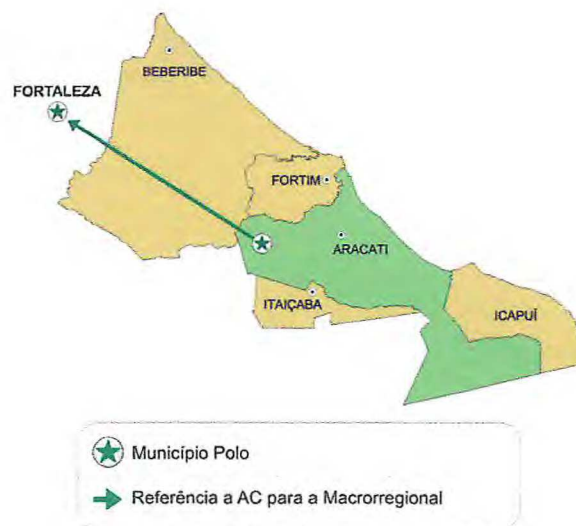 BEBERIBE
FORTALEZA
FORTIM
ARACATI
ITAIÇABA
ICAPUÍ
Município Polo
Referência a AC para a Macrorregional